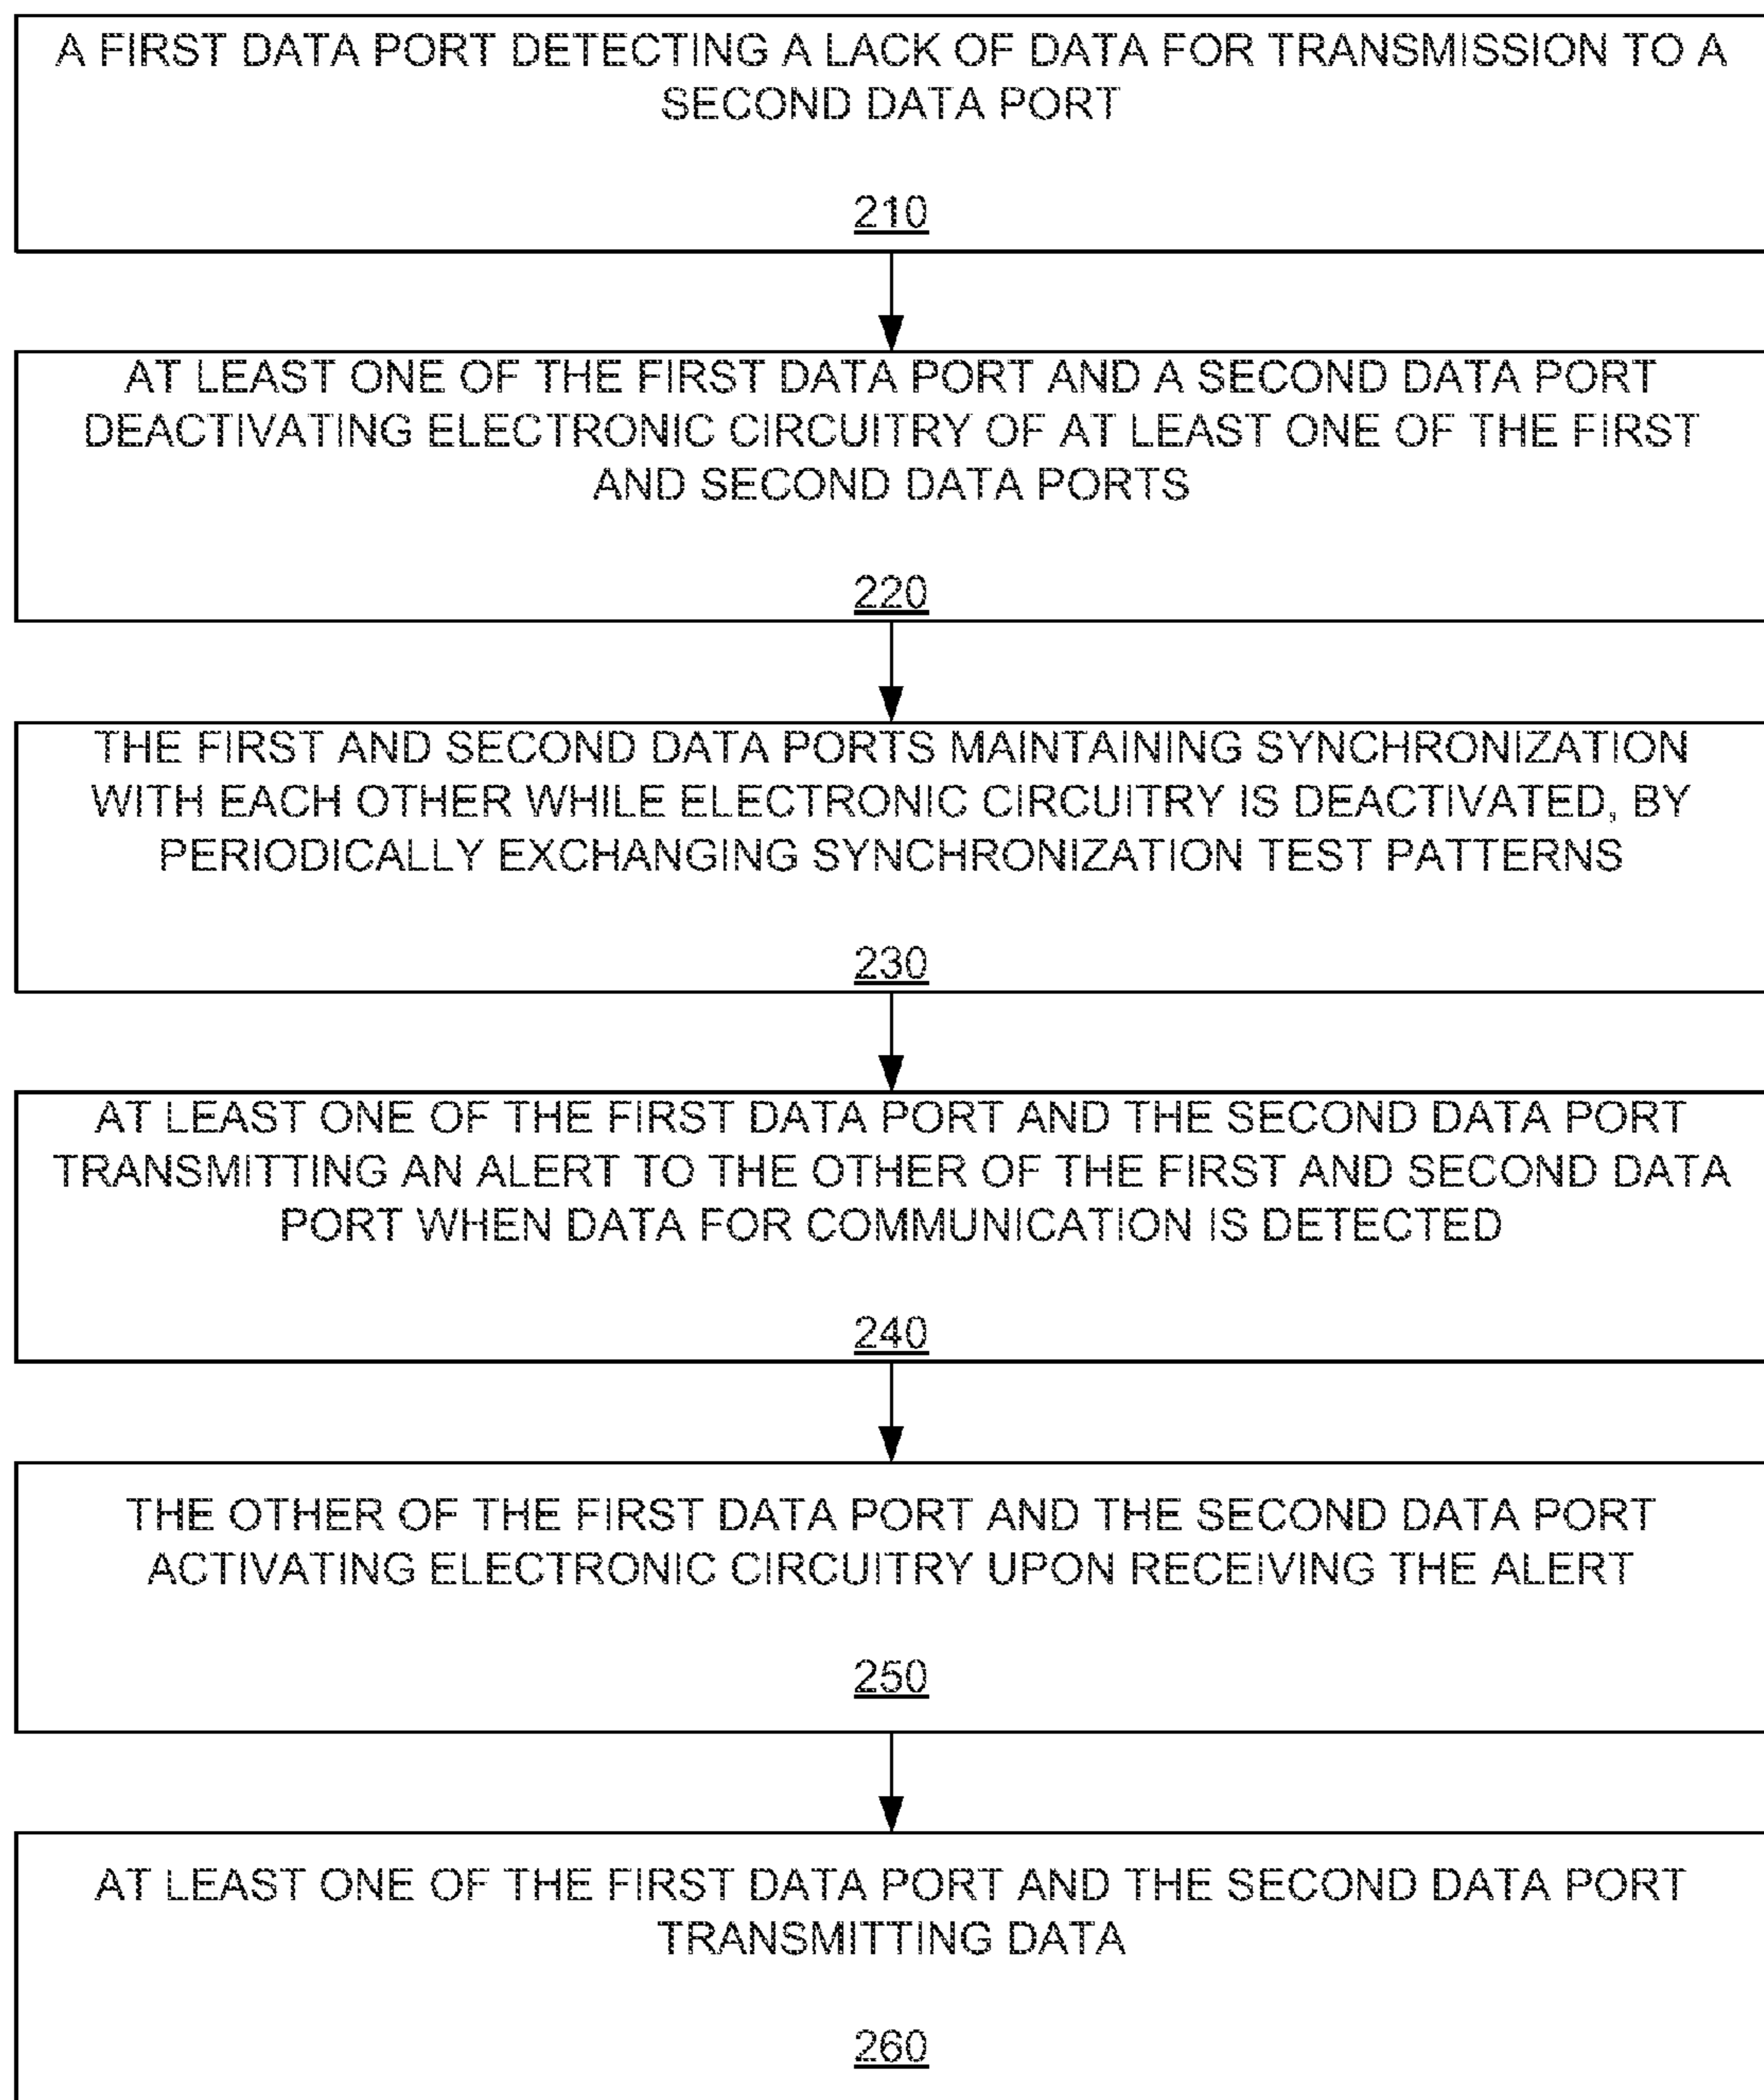 A FIRST DATA PORT DETECTING A LACK OF DATA FOR TRANSMISSION TO A
SECOND DATA PORT
210
AT LEAST ONE OF THE FIRST DATA PORT AND A SECOND DATA PORT
DEACTIVATING ELECTRONIC CIRCUITRY OF AT LEAST ONE OF THE FIRST
AND SECOND DATA PORTS
220
THE FIRST AND SECOND DATA PORTS MAINTAINING SYNCHRONIZATION
WITH EACH OTHER WHILE ELECTRONIC CIRCUITRY IS DEACTIVATED, BY
PERIODICALLY EXCHANGING SYNCHRONIZATION TEST PATTERNS
230
AT LEAST ONE OF THE FIRST DATA PORT AND THE SECOND DATA PORT
TRANSMITTING AN ALERT TO THE OTHER OF THE FIRST AND SECOND DATA
PORT WHEN DATA FOR COMMUNICATION IS DETECTED
240
THE OTHER OF THE FIRST DATA PORT AND THE SECOND DATA PORT
ACTIVATING ELECTRONIC CIRCUITRY UPON RECEIVING THE ALERT
250
AT LEAST ONE OF THE FIRST DATA PORT AND THE SECOND DATA PORT
TRANSMITTING DATA
260